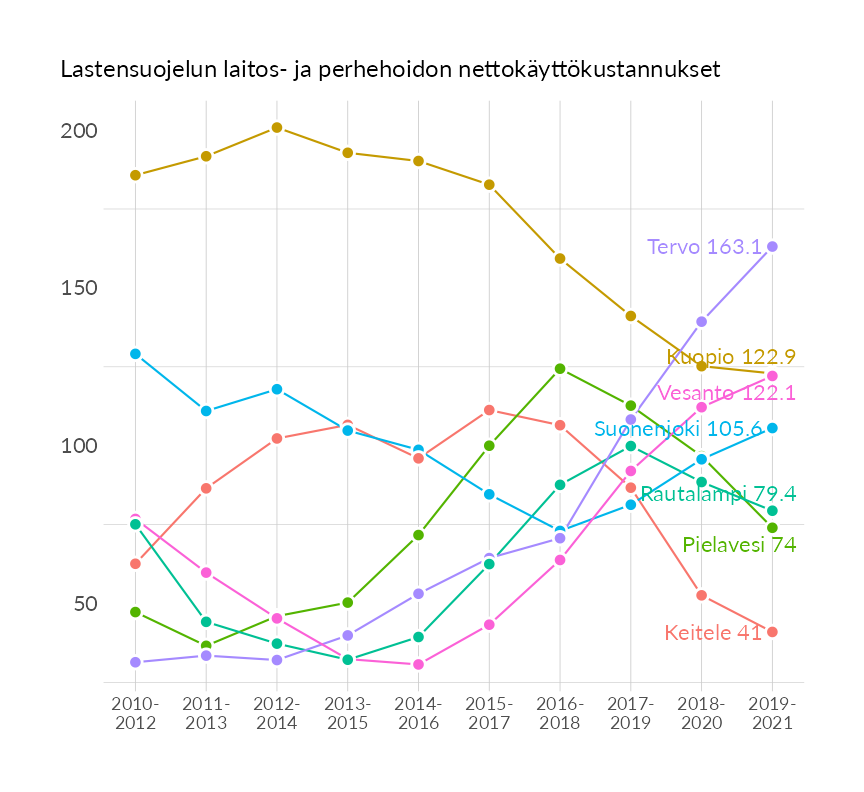 Lastensuojelun laitos- ja perhehoidon nettokäyttökustannukset
200
150
100
50
Tervo 163.1
Kuopio 122.9
Vesanto 122.1
Suonenjoki 105.6
Rautalampi 79.4
Pielavesi 74
Keitele 41
2010- 2011- 2012- 2013- 2014- 2015- 2016- 2017- 2018- 2019-
2012 2013 2014 2015 2016 2017 2018 2019 2020 2021